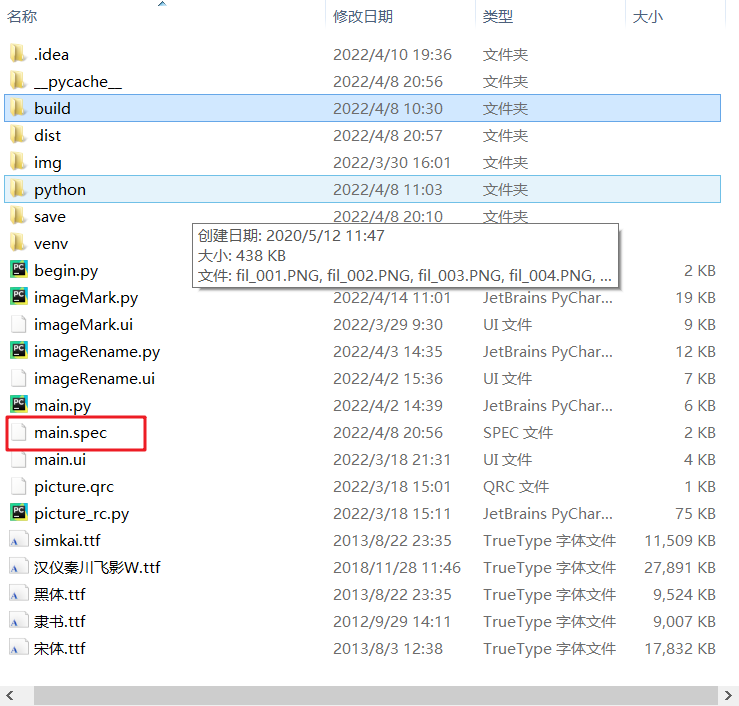 名称 修改日期 类型 大小
.idea 2022/4/10 19:36 文件夹
__pycache__ 2022/4/8 20:56 文件夹
build 2022/4/8 10:30 文件夹
dist 2022/4/8 20:57 文件夹
img 2022/3/30 16:01 文件夹
python 2022/4/8 11:03 文件夹
save 2022/4/8 20:10 文件夹
venv
创建日期: 2020/5/12 11:47
大小: 438 KB
文件: fil_001.PNG, fil_002.PNG, fil_003.PNG, fil_004.PNG, ...
begin.py 2 KB
imageMark.py 2022/4/14 11:01 JetBrains PyChar... 19 KB
imageMark.ui 2022/3/29 9:30 UI 文件 9 KB
imageRename.py 2022/4/3 14:35 JetBrains PyChar... 12 KB
imageRename.ui 2022/4/2 15:36 UI 文件 7 KB
main.py 2022/4/2 14:39 JetBrains PyChar... 6 KB
main.spec 2022/4/8 20:56 SPEC 文件 2 KB
main.ui 2022/3/18 21:31 UI 文件 4 KB
picture.qrc 2022/3/18 15:01 QRC 文件 1 KB
picture_rc.py 2022/3/18 15:11 JetBrains PyChar... 75 KB
simkai.ttf 2013/8/22 23:35 TrueType 字体文件 11,509 KB
汉仪秦川飞影W.ttf 2018/11/28 11:46 TrueType 字体文件 27,891 KB
黑体.ttf 2013/8/22 23:35 TrueType 字体文件 9,524 KB
隶书.ttf 2012/9/29 14:11 TrueType 字体文件 9,007 KB
宋体.ttf 2013/8/3 12:38 TrueType 字体文件 17,832 KB